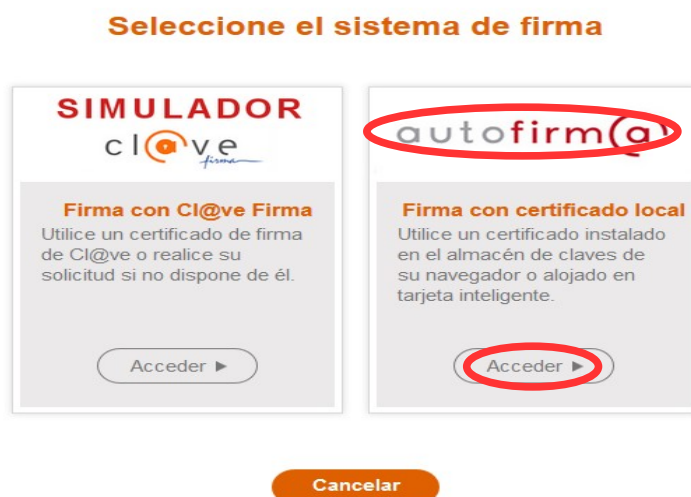 Seleccione el sistema de firma
SIMULADOR
cl@ve
firma
Firma con Cl@ve Firma
Utilice un certificado de firma
de Cl@ve o realice su
solicitud si no dispone de él.
Acceder ►
autofirm(a)
Firma con certificado local
Utilice un certificado instalado
en el almacén de claves de
su navegador o alojado en
tarjeta inteligente.
Acceder ►
Cancelar